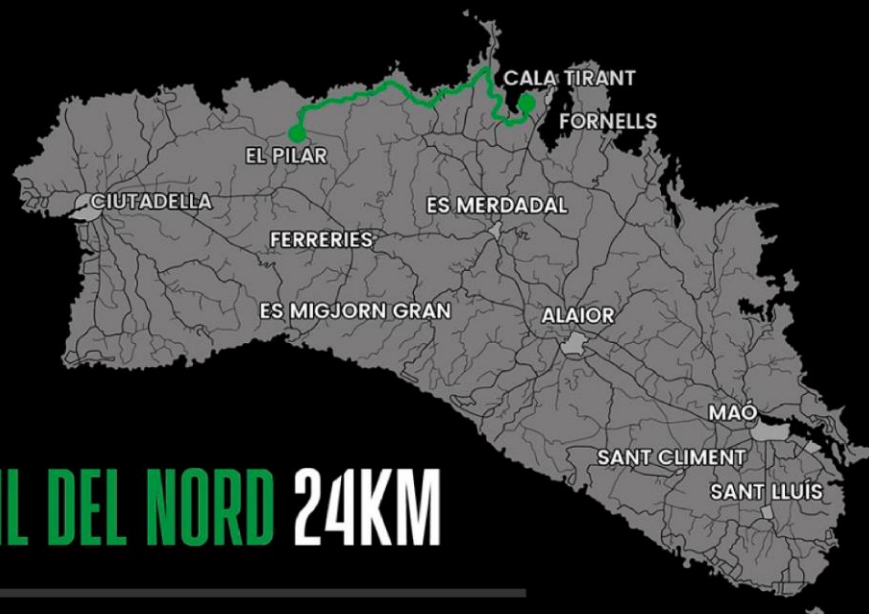 CALA TIRANT
FORNELLS
EL PILAR
CIUTADELLA
ES MERDADAL
FERRERIES
ES MIGJORN GRAN
ALAIOR
MAÓ
SANT CLIMENT
SANT LLUÍS
IL DEL NORD 24KM